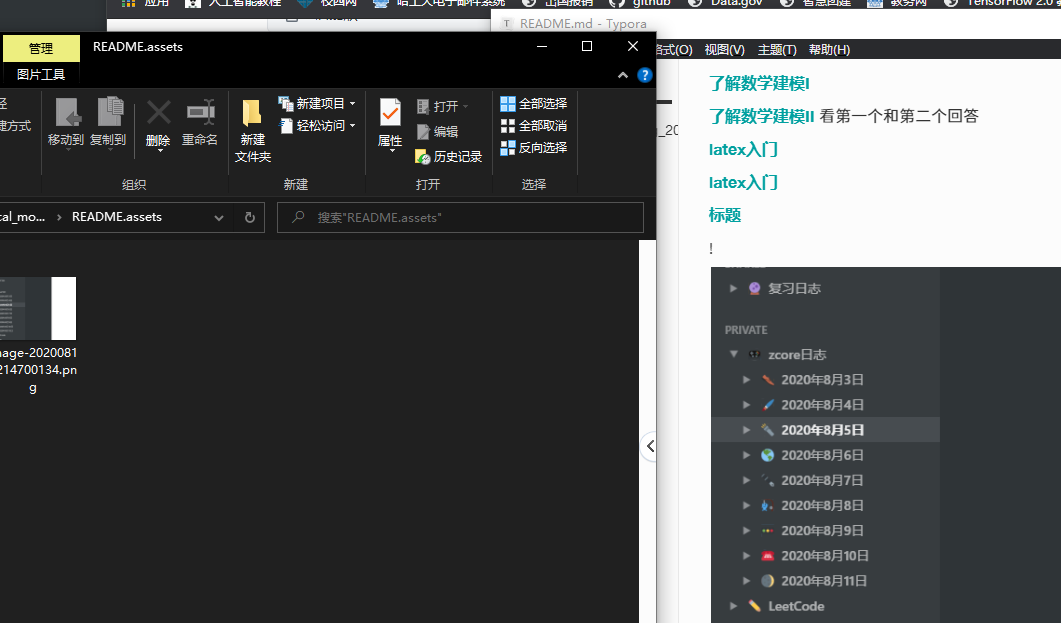 应用
人工智能教程
校园网
哈工大电子邮件系统
出国报销
github
Data.gov
智慧团建
教务网
TensorFlow 2.0
README.md - Typora
管理
README.assets
图片工具
格式(O) 视图(V) 主题(T) 帮助(H)
移动到
复制到
删除
重命名
新建
文件夹
新建项目
轻松访问
属性
打开
编辑
历史记录
全部选择
全部取消
反向选择
组织
新建
打开
选择
README.assets
搜索"README.assets"
mage-2020081
214700134.pn
g
了解数学建模I
了解数学建模II 看第一个和第二个回答
latex入门
latex入门
标题
!
复习日志
PRIVATE
zcore日志
2020年8月3日
2020年8月4日
2020年8月5日
2020年8月6日
2020年8月7日
2020年8月8日
2020年8月9日
2020年8月10日
2020年8月11日
LeetCode